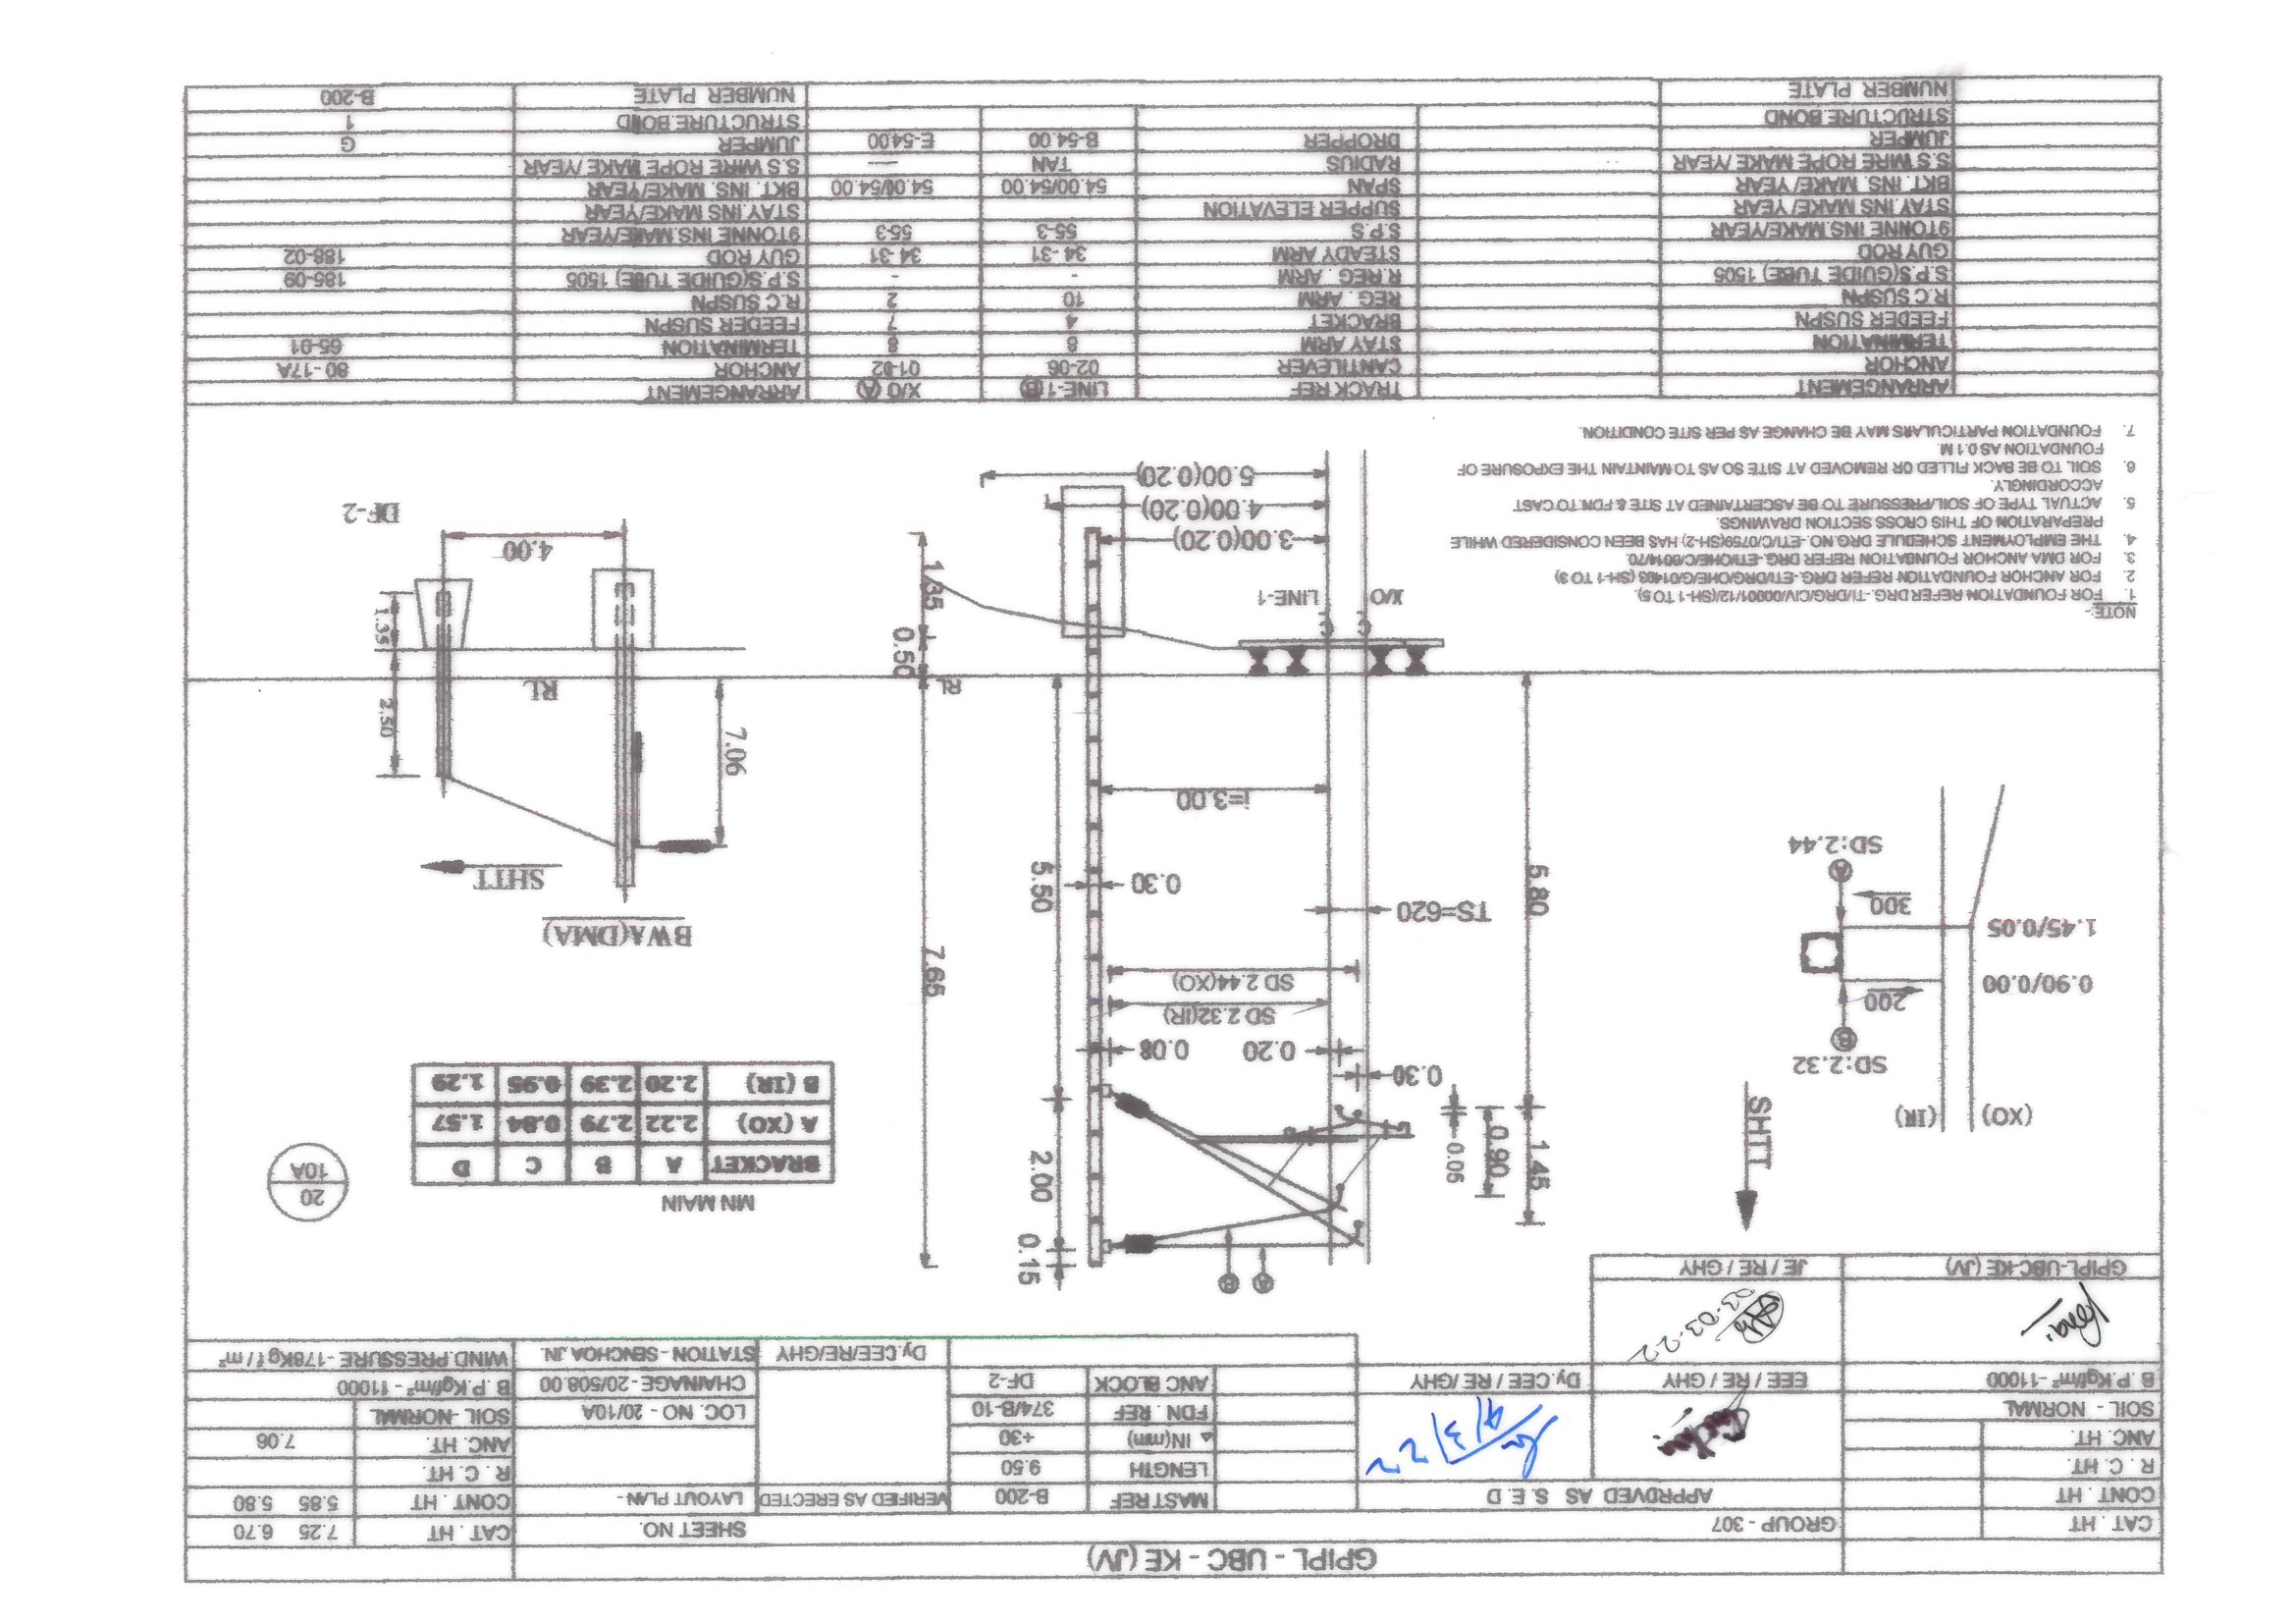 GPIPL - UBC - KE (JV)
CAT . HT
CONT . HT
R . C. HT.
ANC. HT.
SOIL - NORMAL
B .P.Kgf/m² -11000
GROUP - 307
SHEET NO.
APPROVED AS S. E. D
4/3/22
EEE / RE / GHY
Dy.CEE / RE /GHY
03-03-22
GPIPL-UBC-KE (JV)
JE / RE / GHY
MAST REF B-200
LENGTH 9.50
△ IN(mm) +30
FDN . REF 374/B-10
ANC BLOCK DF-2
VERIFIED AS ERECTED
Dy.CEE/RE/GHY
LAYOUT PLAN -
LOC. NO - 20/10A
CHAINAGE - 20/508.00
STATION - SENCHOA JN.
CAT . HT 7.25 6.70
CONT . HT 5.85 5.80
R . C. HT.
ANC. HT. 7.06
SOIL -NORMAL
B .P.Kgf/m² - 11000
WIND.PRESSURE -178Kg f / m²
SHTT
(XO) (IR)
SD:2.32
B
200
0.90/0.00
1.45/0.05
300
A
SD:2.44
A B
0.15
1.45
0.90
0.05
2.00
0.30
0.20 0.08
SD 2.32(IR)
SD 2.44(XO)
7.65
TS=620
5.80
0.30
5.50
i=3.00
RL
0.50
1.35
X/O LINE-1
3.00(0.20)
4.00(0.20)
5.00(0.20)
MN MAIN
BRACKET A B C D
A (XO) 2.22 2.79 0.84 1.57
B (IR) 2.20 2.39 0.95 1.29
20
10A
BWA(DMA)
SHTT
7.06
RL
2.50
1.35
4.00
DF-2
NOTE:-
1. FOR FOUNDATION REFER DRG.-TI/DRG/CIV/00001/12/(SH-1 TO 5).
2. FOR ANCHOR FOUNDATION REFER DRG.-ETI/DRG/OHE/G/01403 (SH-1 TO 3)
3. FOR DMA ANCHOR FOUNDATION REFER DRG.-ETI/OHE/C/0014/70.
4. THE EMPLOYMENT SCHEDULE DRG.NO.-ETI/C/0759(SH-2) HAS BEEN CONSIDERED WHILE
PREPARATION OF THIS CROSS SECTION DRAWINGS.
5. ACTUAL TYPE OF SOIL/PRESSURE TO BE ASCERTAINED AT SITE & FDN.TO CAST
ACCORDINGLY.
6. SOIL TO BE BACK FILLED OR REMOVED AT SITE SO AS TO MAINTAIN THE EXPOSURE OF
FOUNDATION AS 0.1 M.
7. FOUNDATION PARTICULARS MAY BE CHANGE AS PER SITE CONDITION.
ARRANGEMENT
ANCHOR
TERMINATION
FEEDER SUSPN
R.C SUSPN
S.P.S(GUIDE TUBE) 1505
GUY ROD
9TONNE INS.MAKE/YEAR
STAY.INS MAKE/ YEAR
BKT. INS. MAKE/ YEAR
S.S WIRE ROPE MAKE /YEAR
JUMPER
STRUCTURE.BOND
NUMBER PLATE
TRACK REF LINE-1(B) X/O (A)
CANTILEVER 02-06 01-02
STAY ARM 8 8
BRACKET 4 7
REG . ARM 10 2
R.REG . ARM - -
STEADY ARM 34 -31 34 -31
S.P.S 55-3 55-3
SUPPER ELEVATION
SPAN 54.00/54.00 54.00/54.00
RADIUS TAN —
DROPPER B-54.00 E-54.00
ARRANGEMENT
ANCHOR 80 -17A
TERMINATION 65-01
FEEDER SUSPN
R.C SUSPN
S.P.S(GUIDE TUBE) 1505 185-09
GUY ROD 188-02
9TONNE INS.MAKE/YEAR
STAY.INS MAKE/YEAR
BKT. INS. MAKE/YEAR
S.S WIRE ROPE MAKE /YEAR
JUMPER G
STRUCTURE.BOND 1
NUMBER PLATE B-200